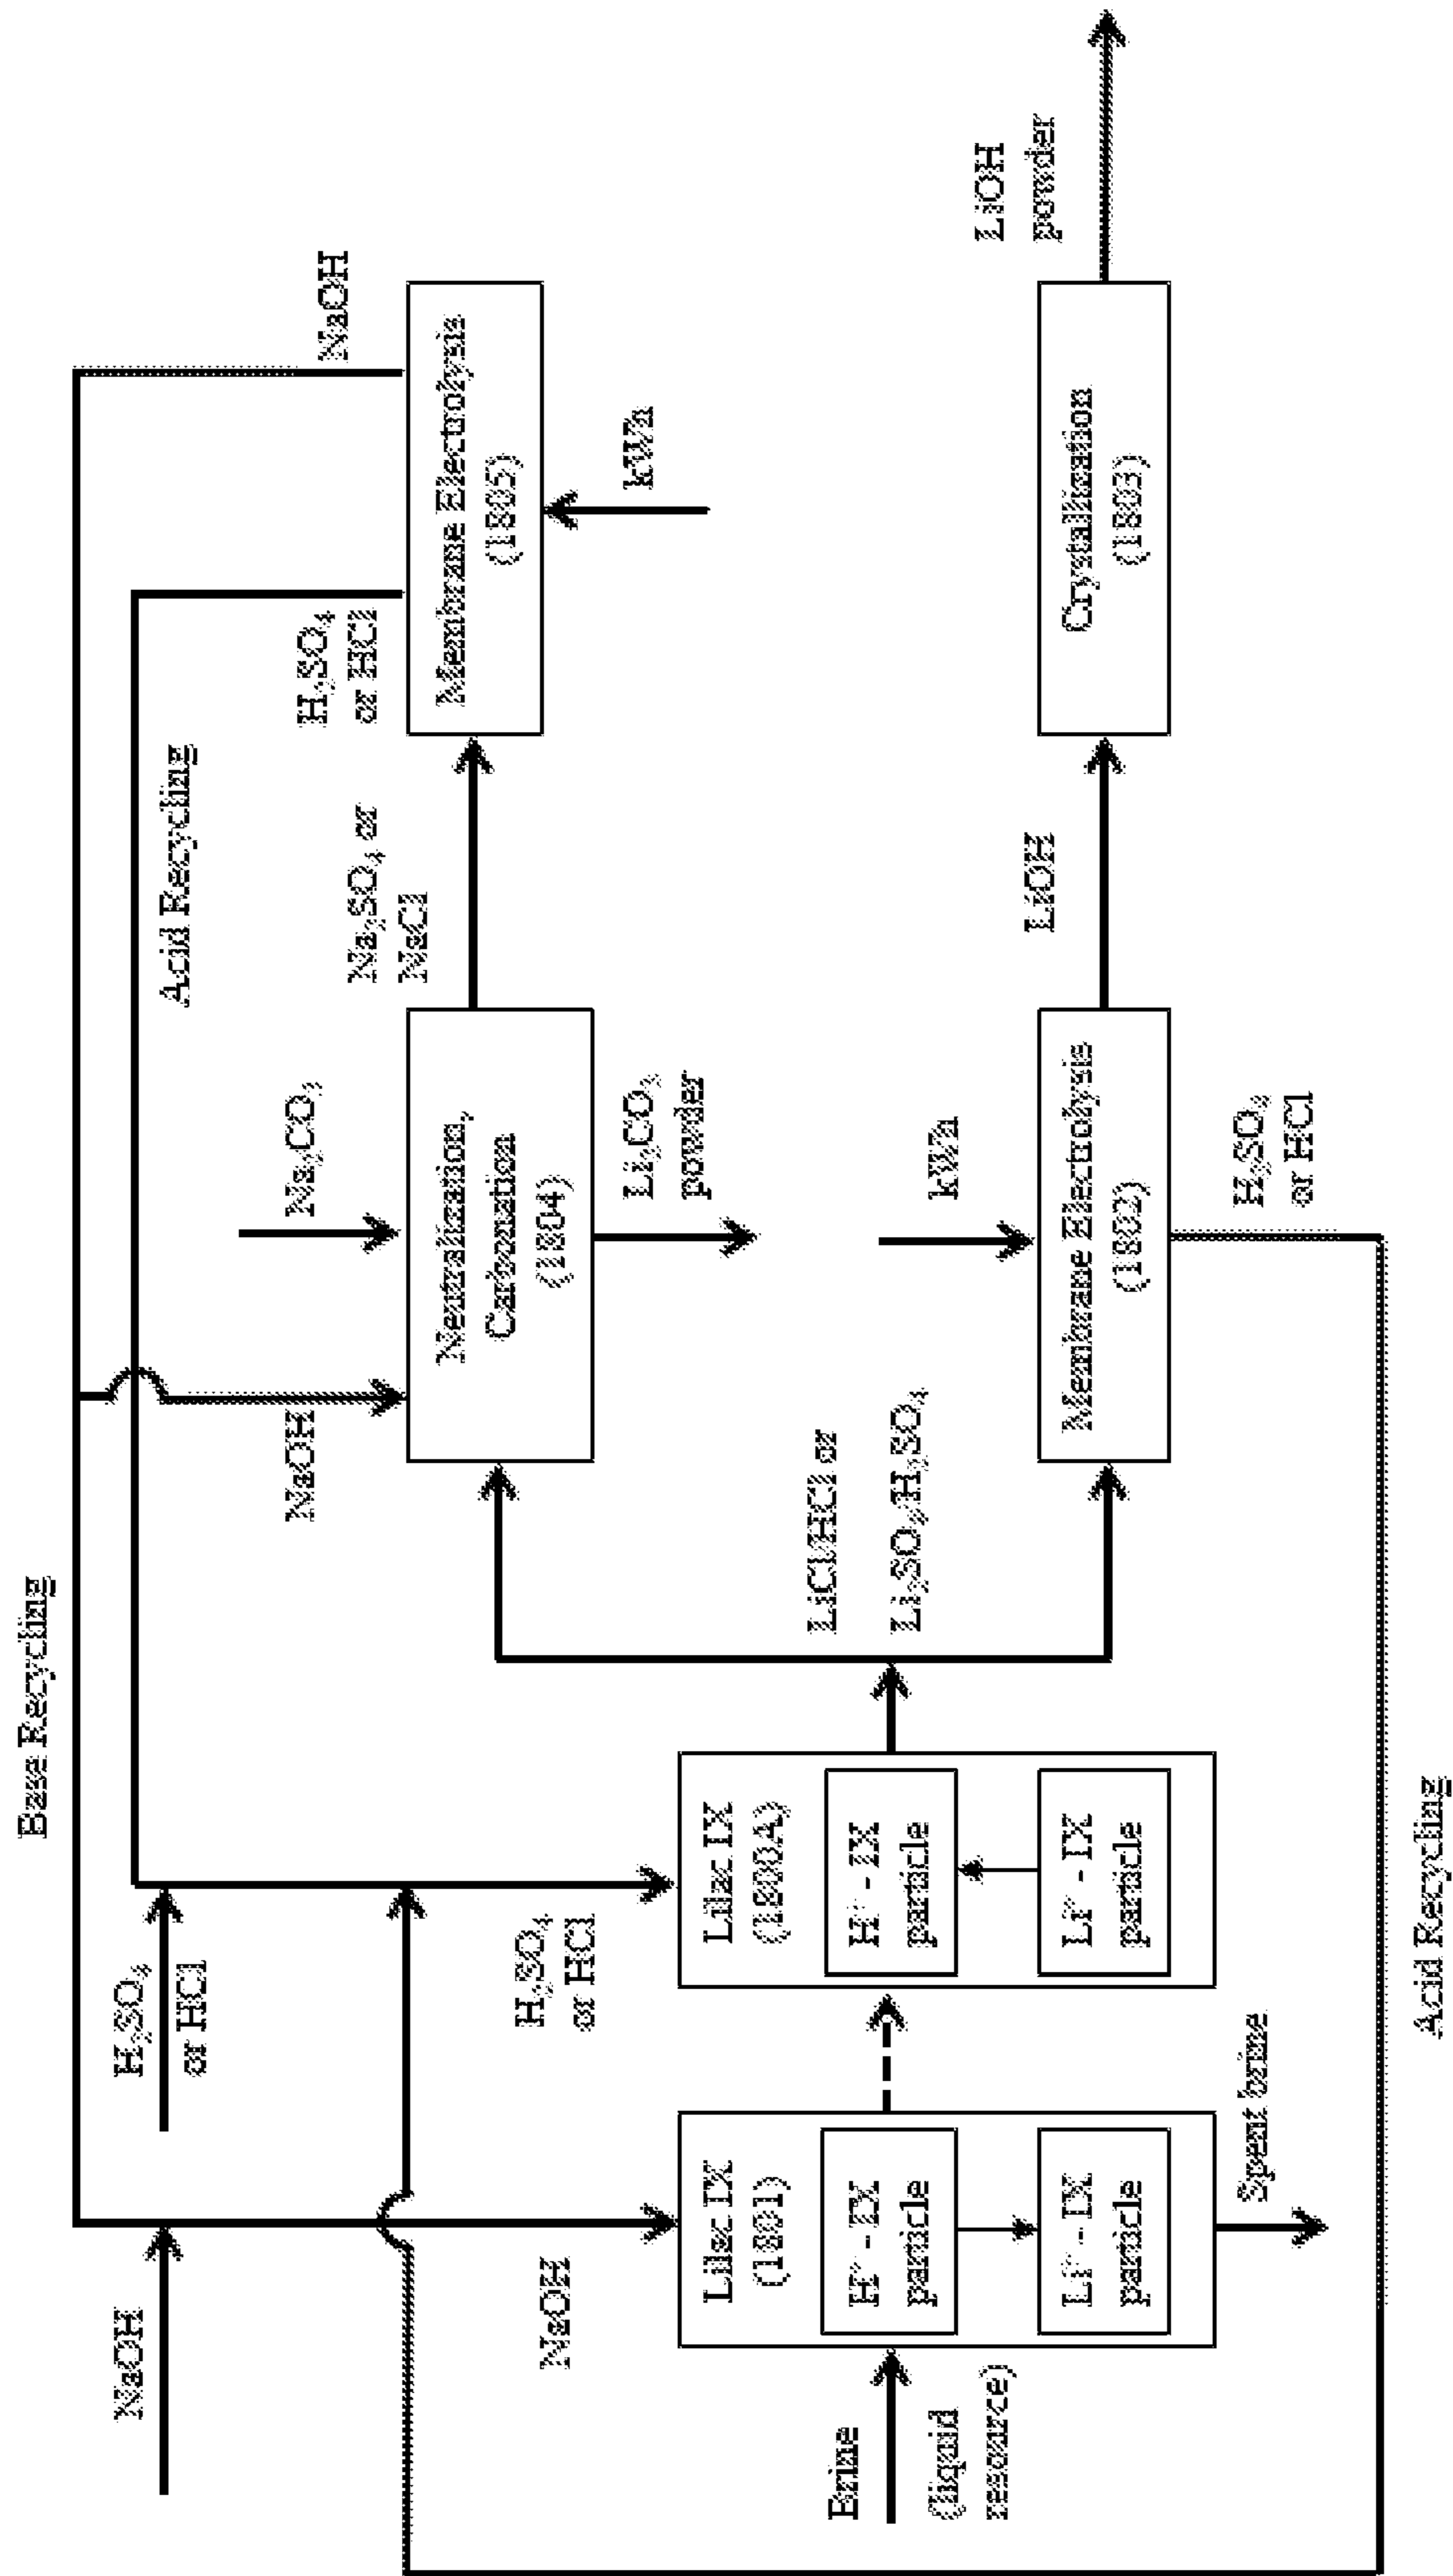 Base Recycling
NaOH
H₂SO₄
or HCl
Acid Recycling
NaOH
Na₂CO₃
H₂SO₄
or HCl
NaOH
Na₂SO₄ or
NaCl
Neutralization,
Carbonation
(1804)
Membrane Electrolysis
(1805)
kWh
Li₂CO₃
powder
NaOH
H₂SO₄
or HCl
Brine
(liquid
resource)
Lilac IX
(1801)
H⁺ - IX
particle
Li⁺ - IX
particle
Spent brine
Lilac IX
(1800A)
H⁺ - IX
particle
Li⁺ - IX
particle
LiCl/HCl or
Li₂SO₄/H₂SO₄
kWh
Membrane Electrolysis
(1802)
LiOH
Crystallization
(1803)
LiOH
powder
H₂SO₄
or HCl
Acid Recycling